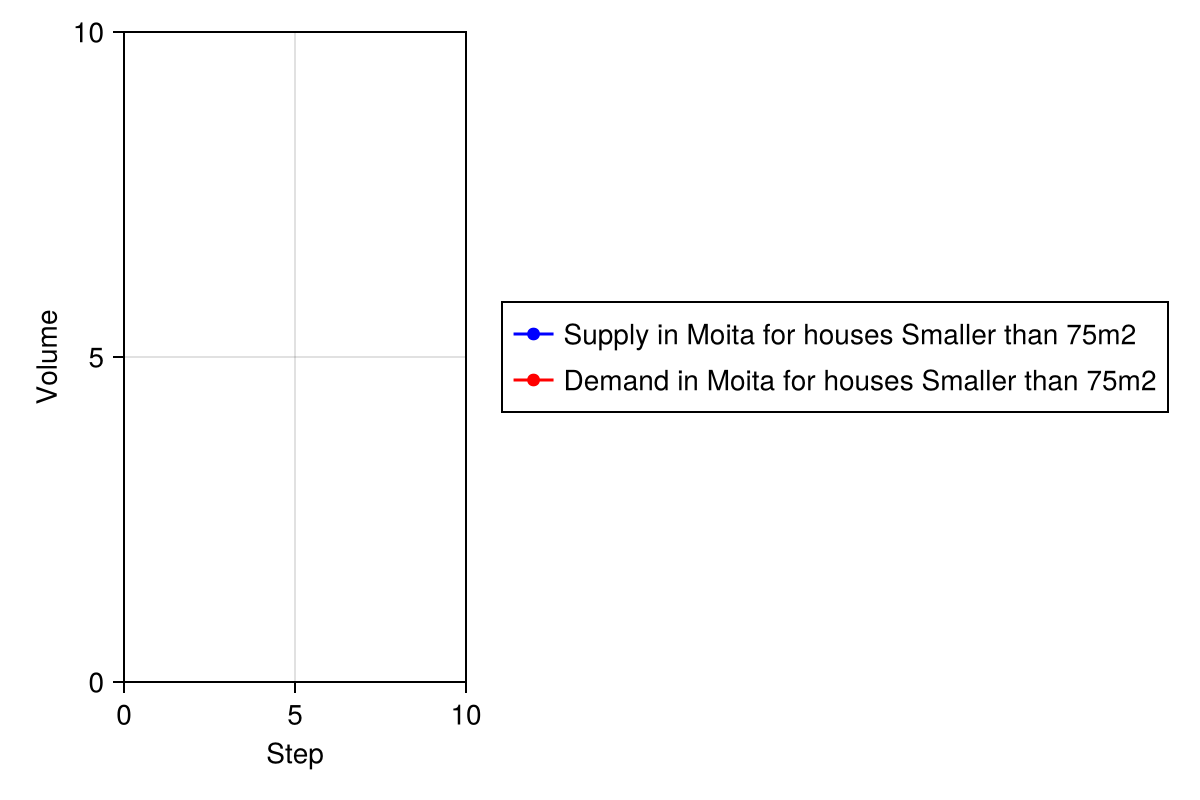 10
5
0
Volume
0 5 10
Step
Supply in Moita for houses Smaller than 75m2
Demand in Moita for houses Smaller than 75m2